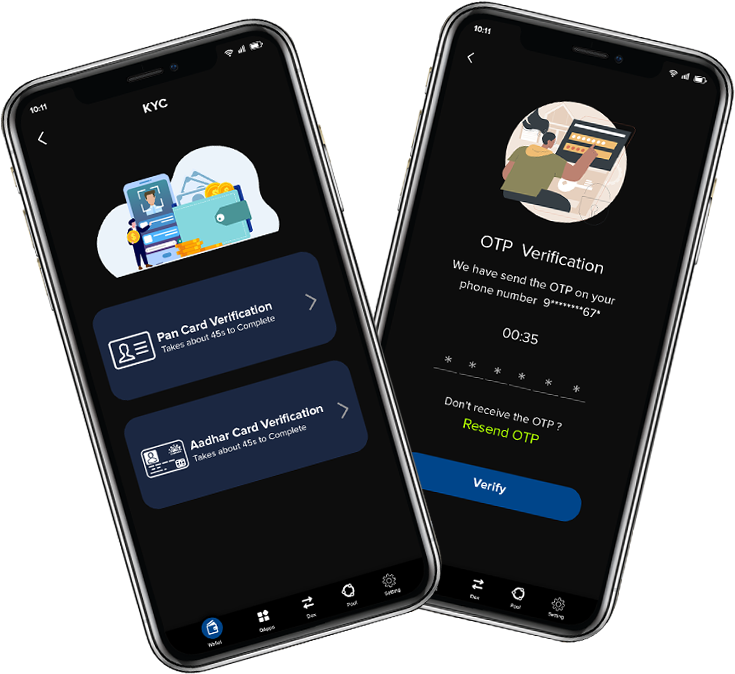 10:11
KYC
Pan Card Verification
Takes about 45s to Complete
Aadhar Card Verification
Takes about 45s to Complete
Wallet
DApps
Dex
Pool
Setting
10:11
OTP Verification
We have send the OTP on your
phone number 9********67*
00:35
* * * * * *
Don't receive the OTP ?
Resend OTP
Verify
Dex
Pool
Setting